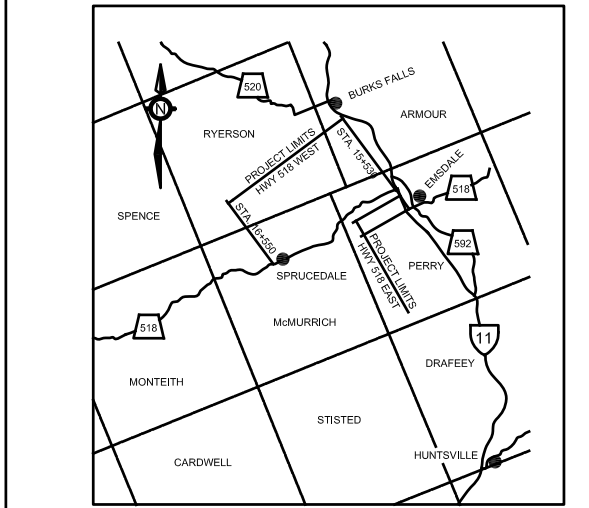 520
BURKS FALLS
ARMOUR
N
RYERSON
PROJECT LIMITS
HWY 518 WEST
STA. 15+530
EMSDALE
518
SPENCE
STA. 16+550
592
SPRUCEDALE
PROJECT LIMITS
HWY 518 EAST
PERRY
518
McMURRICH
11
DRAFEEY
MONTEITH
STISTED
HUNTSVILLE
CARDWELL